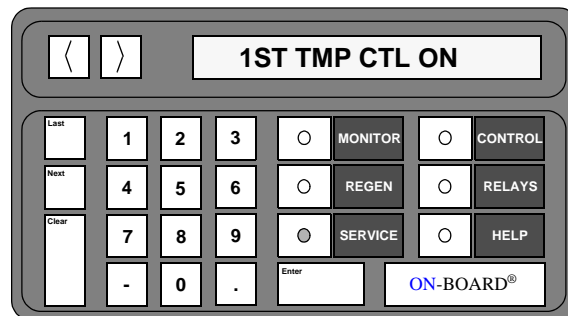 〈 〉 1ST TMP CTL ON
Last 1 2 3 MONITOR CONTROL
Next 4 5 6 REGEN RELAYS
Clear 7 8 9 SERVICE HELP
- 0 . Enter ON-BOARD®